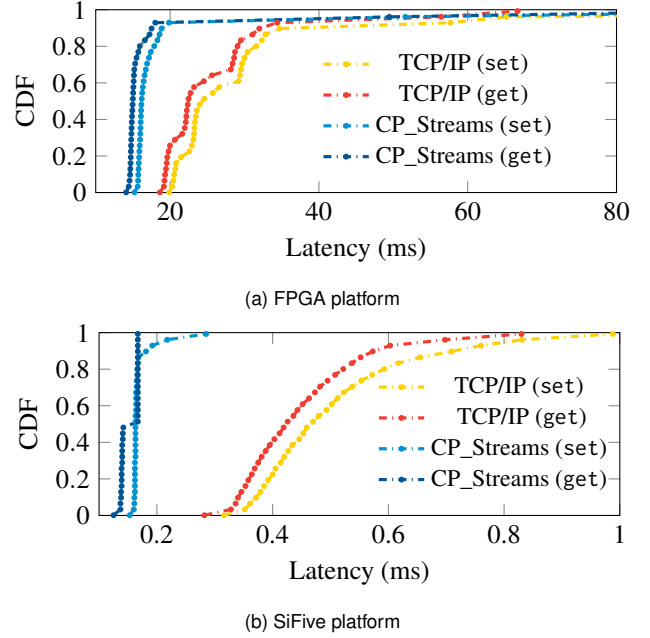 1
0.8
0.6
0.4
0.2
0
CDF
TCP/IP (set)
TCP/IP (get)
CP_Streams (set)
CP_Streams (get)
20 40 60 80
Latency (ms)
(a) FPGA platform
1
0.8
0.6
0.4
0.2
0
CDF
TCP/IP (set)
TCP/IP (get)
CP_Streams (set)
CP_Streams (get)
0.2 0.4 0.6 0.8 1
Latency (ms)
(b) SiFive platform